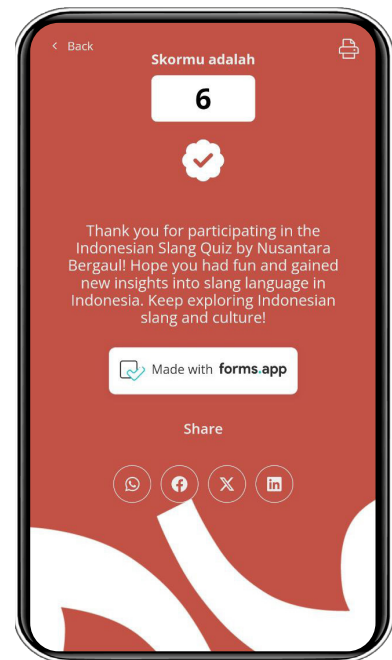 Back
Skormu adalah
6
Thank you for participating in the
Indonesian Slang Quiz by Nusantara
Bergaul! Hope you had fun and gained
new insights into slang language in
Indonesia. Keep exploring Indonesian
slang and culture!
Made with forms.app
Share